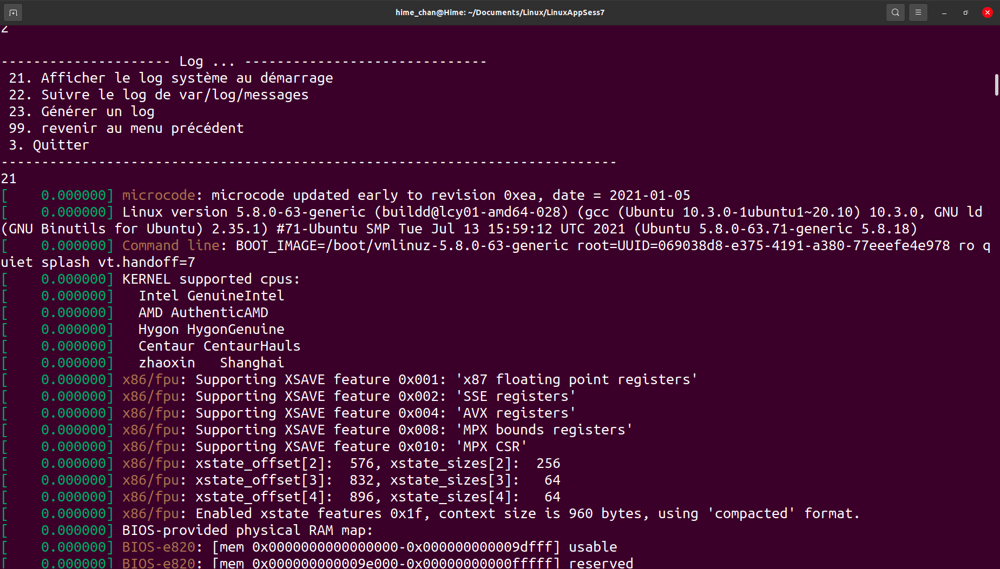 hime_chan@Hime: ~/Documents/Linux/LinuxAppSess7
2
--------------------- Log ... ------------------------------
21. Afficher le log système au démarrage
22. Suivre le log de var/log/messages
23. Générer un log
99. revenir au menu précédent
3. Quitter
----------------------------------------------------------------------------
21
[    0.000000] microcode: microcode updated early to revision 0xea, date = 2021-01-05
[    0.000000] Linux version 5.8.0-63-generic (buildd@lcy01-amd64-028) (gcc (Ubuntu 10.3.0-1ubuntu1~20.10) 10.3.0, GNU ld
(GNU Binutils for Ubuntu) 2.35.1) #71-Ubuntu SMP Tue Jul 13 15:59:12 UTC 2021 (Ubuntu 5.8.0-63.71-generic 5.8.18)
[    0.000000] Command line: BOOT_IMAGE=/boot/vmlinuz-5.8.0-63-generic root=UUID=069038d8-e375-4191-a380-77eeefe4e978 ro q
uiet splash vt.handoff=7
[    0.000000] KERNEL supported cpus:
[    0.000000]   Intel GenuineIntel
[    0.000000]   AMD AuthenticAMD
[    0.000000]   Hygon HygonGenuine
[    0.000000]   Centaur CentaurHauls
[    0.000000]   zhaoxin   Shanghai
[    0.000000] x86/fpu: Supporting XSAVE feature 0x001: 'x87 floating point registers'
[    0.000000] x86/fpu: Supporting XSAVE feature 0x002: 'SSE registers'
[    0.000000] x86/fpu: Supporting XSAVE feature 0x004: 'AVX registers'
[    0.000000] x86/fpu: Supporting XSAVE feature 0x008: 'MPX bounds registers'
[    0.000000] x86/fpu: Supporting XSAVE feature 0x010: 'MPX CSR'
[    0.000000] x86/fpu: xstate_offset[2]:  576, xstate_sizes[2]:  256
[    0.000000] x86/fpu: xstate_offset[3]:  832, xstate_sizes[3]:   64
[    0.000000] x86/fpu: xstate_offset[4]:  896, xstate_sizes[4]:   64
[    0.000000] x86/fpu: Enabled xstate features 0x1f, context size is 960 bytes, using 'compacted' format.
[    0.000000] BIOS-provided physical RAM map:
[    0.000000] BIOS-e820: [mem 0x0000000000000000-0x000000000009dfff] usable
[    0.000000] BIOS-e820: [mem 0x000000000009e000-0x00000000000fffff] reserved